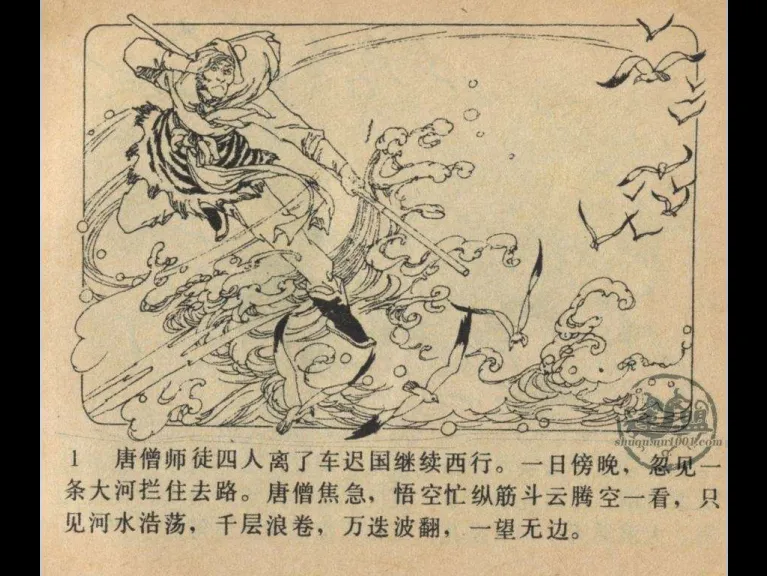 1 唐僧师徒四人离了车迟国继续西行。一日傍晚，忽见一
条大河拦住去路。唐僧焦急，悟空忙纵筋斗云腾空一看，只
见河水浩荡，千层浪卷，万迭波翻，一望无边。